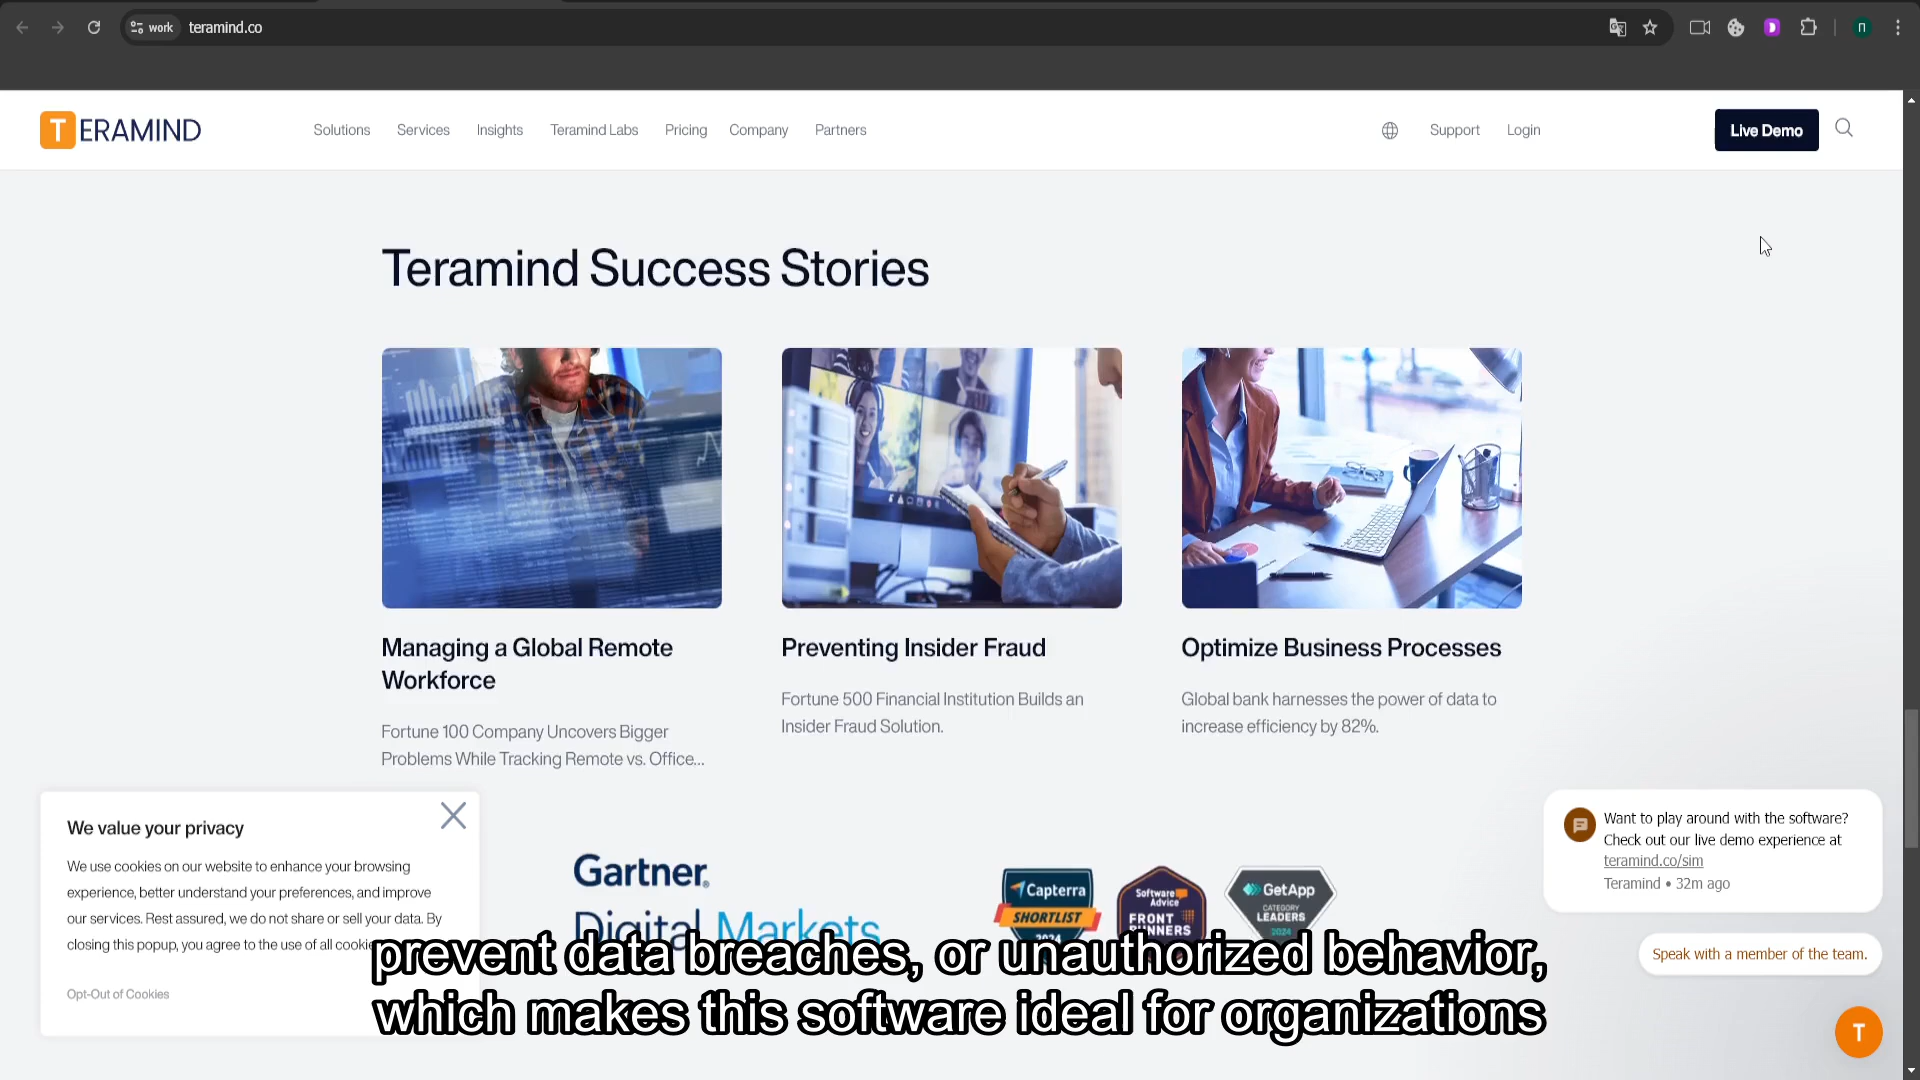 work teramind.co
П
TERAMIND
Solutions Services Insights Teramind Labs Pricing Company Partners
Support Login
Live Demo
Teramind Success Stories
Managing a Global Remote
Workforce
Fortune 100 Company Uncovers Bigger
Problems While Tracking Remote vs. Office...
Preventing Insider Fraud
Fortune 500 Financial Institution Builds an
Insider Fraud Solution.
Optimize Business Processes
Global bank harnesses the power of data to
increase efficiency by 82%.
We value your privacy
We use cookies on our website to enhance your browsing
experience, better understand your preferences, and improve
our services. Rest assured, we do not share or sell your data. By
closing this popup, you agree to the use of all
Opt-Out of Cookies
Gartner
Digital Markets
Capterra
SHORTLIST
2024
Software
Advice
FRONT
RUNNERS
GetApp
CATEGORY
LEADERS
2024
Want to play around with the software?
Check out our live demo experience at
teramind.co/sim
Teramind • 32m ago
Speak with a member of the team.
T
prevent data breaches, or unauthorized behavior,
which makes this software ideal for organizations